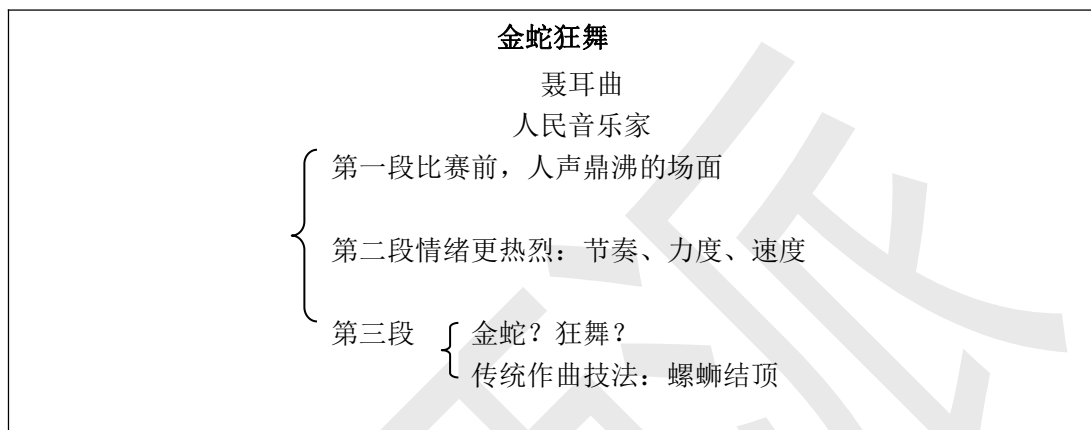 金蛇狂舞
聂耳曲
人民音乐家
第一段比赛前，人声鼎沸的场面
第二段情绪更热烈：节奏、力度、速度
第三段
金蛇？狂舞？
传统作曲技法：螺蛳结顶